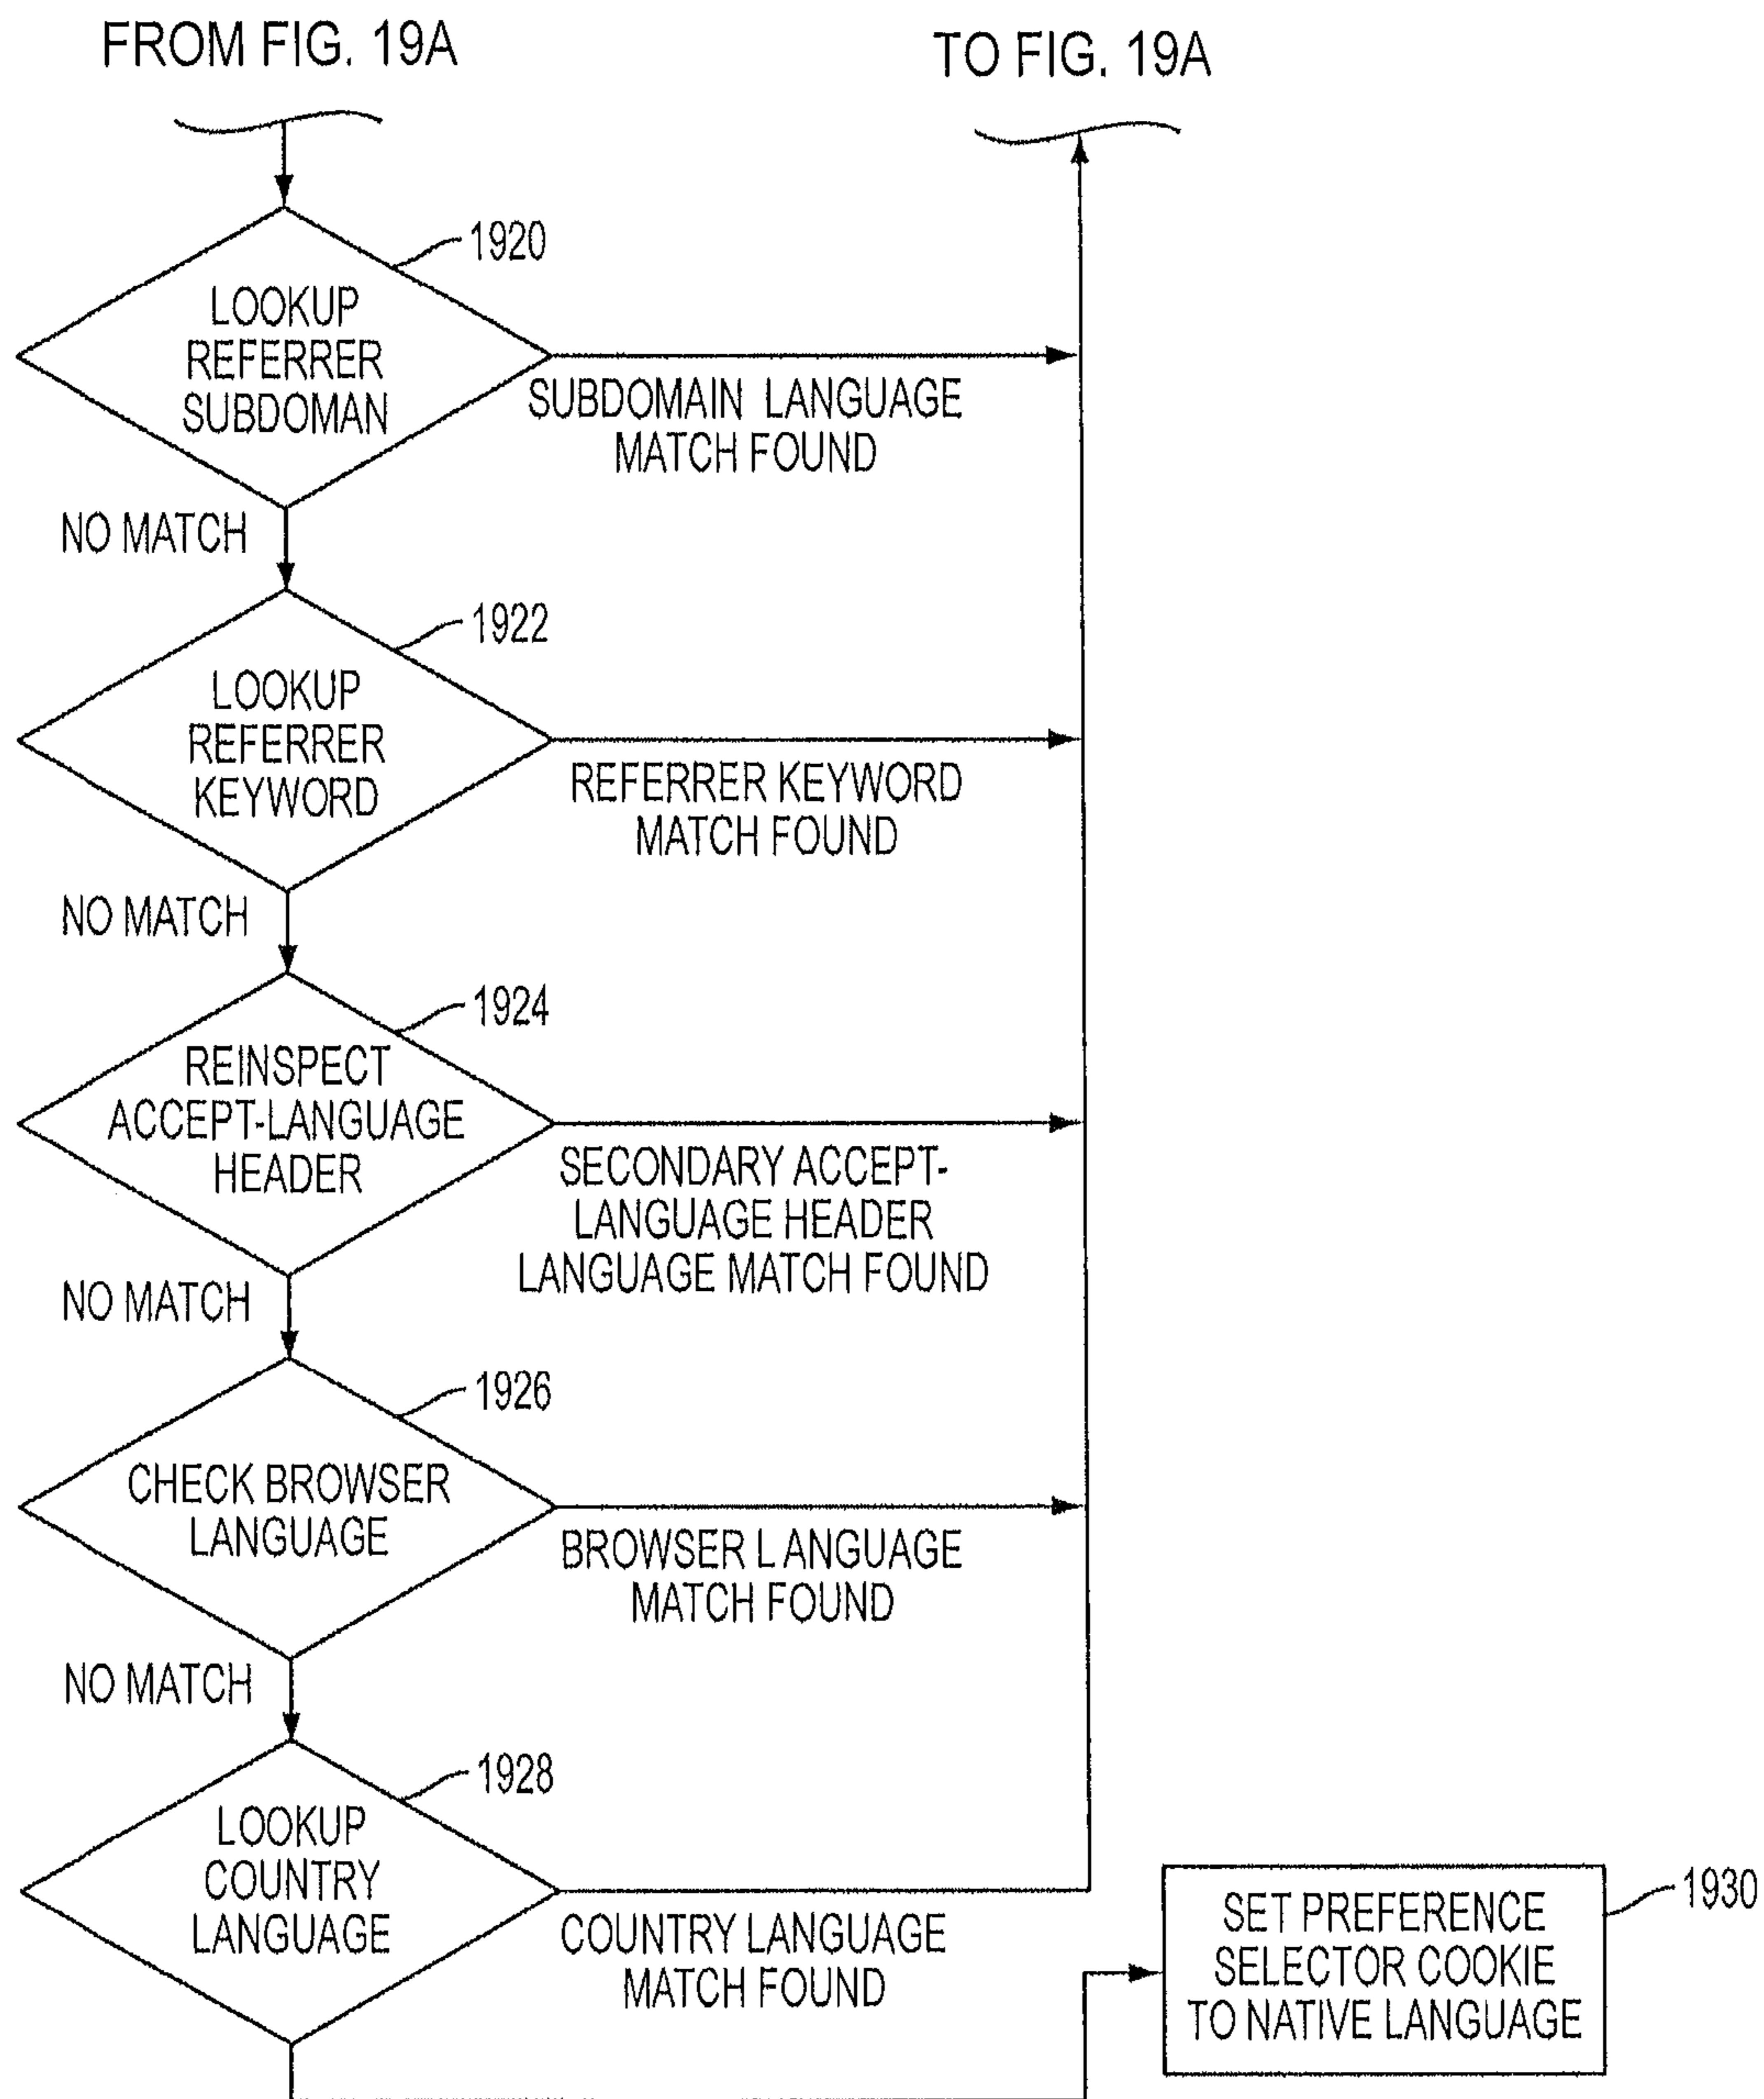 FROM FIG. 19A
TO FIG. 19A
1920
LOOKUP
REFERRER
SUBDOMAN
SUBDOMAIN LANGUAGE
MATCH FOUND
NO MATCH
1922
LOOKUP
REFERRER
KEYWORD
REFERRER KEYWORD
MATCH FOUND
NO MATCH
1924
REINSPECT
ACCEPT-LANGUAGE
HEADER
SECONDARY ACCEPT-
LANGUAGE HEADER
LANGUAGE MATCH FOUND
NO MATCH
1926
CHECK BROWSER
LANGUAGE
BROWSER LANGUAGE
MATCH FOUND
NO MATCH
1928
LOOKUP
COUNTRY
LANGUAGE
COUNTRY LANGUAGE
MATCH FOUND
1930
SET PREFERENCE
SELECTOR COOKIE
TO NATIVE LANGUAGE